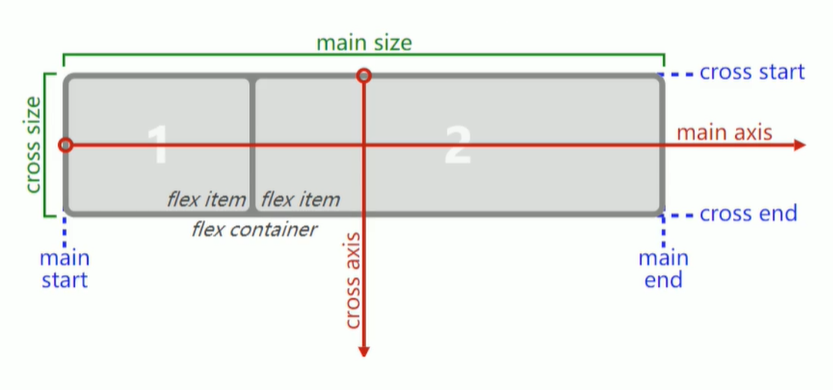 main size
cross start
cross size
1
2
main axis
flex item
flex item
cross end
flex container
main
start
cross axis
main
end